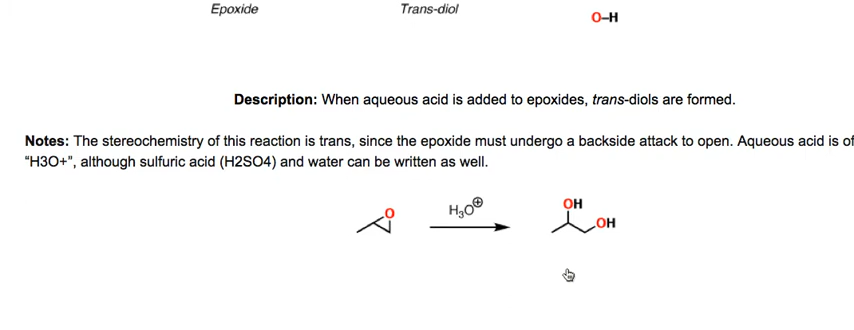 Epoxide Trans-diol
O–H
Description: When aqueous acid is added to epoxides, trans-diols are formed.
Notes: The stereochemistry of this reaction is trans, since the epoxide must undergo a backside attack to open. Aqueous acid is
"H3O+", although sulfuric acid (H2SO4) and water can be written as well.
O H₃O⊕ OH
OH